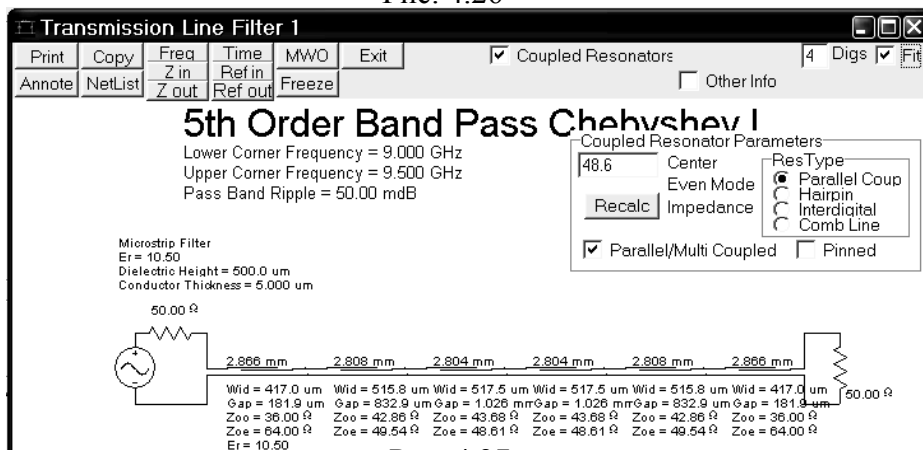 Transmission Line Filter 1
Print Copy Freq Time MWO Exit Coupled Resonators 4 Digs Fit
Z in Ref in
Annote NetList Z out Ref out Freeze Other Info
5th Order Band Pass Chebyshev I
Lower Corner Frequency = 9.000 GHz
Upper Corner Frequency = 9.500 GHz
Pass Band Ripple = 50.00 mdB
Coupled Resonator Parameters
48.6 Center
Even Mode
Recalc Impedance
ResType
Parallel Coup
Hairpin
Interdigital
Comb Line
Parallel/Multi Coupled Pinned
Microstrip Filter
Er = 10.50
Dielectric Height = 500.0 um
Conductor Thickness = 5.000 um
50.00 Ω
2.866 mm 2.808 mm 2.804 mm 2.804 mm 2.808 mm 2.866 mm
Wid = 417.0 um Wid = 515.8 um Wid = 517.5 um Wid = 517.5 um Wid = 515.8 um Wid = 417.0 um
Gap = 181.9 um Gap = 832.9 um Gap = 1.026 mm Gap = 1.026 mm Gap = 832.9 um Gap = 181.9 um
50.00 Ω
Zoo = 36.00 Ω Zoo = 42.86 Ω Zoo = 43.68 Ω Zoo = 43.68 Ω Zoo = 42.86 Ω Zoo = 36.00 Ω
Zoe = 64.00 Ω Zoe = 49.54 Ω Zoe = 48.61 Ω Zoe = 48.61 Ω Zoe = 49.54 Ω Zoe = 64.00 Ω
Er = 10.50